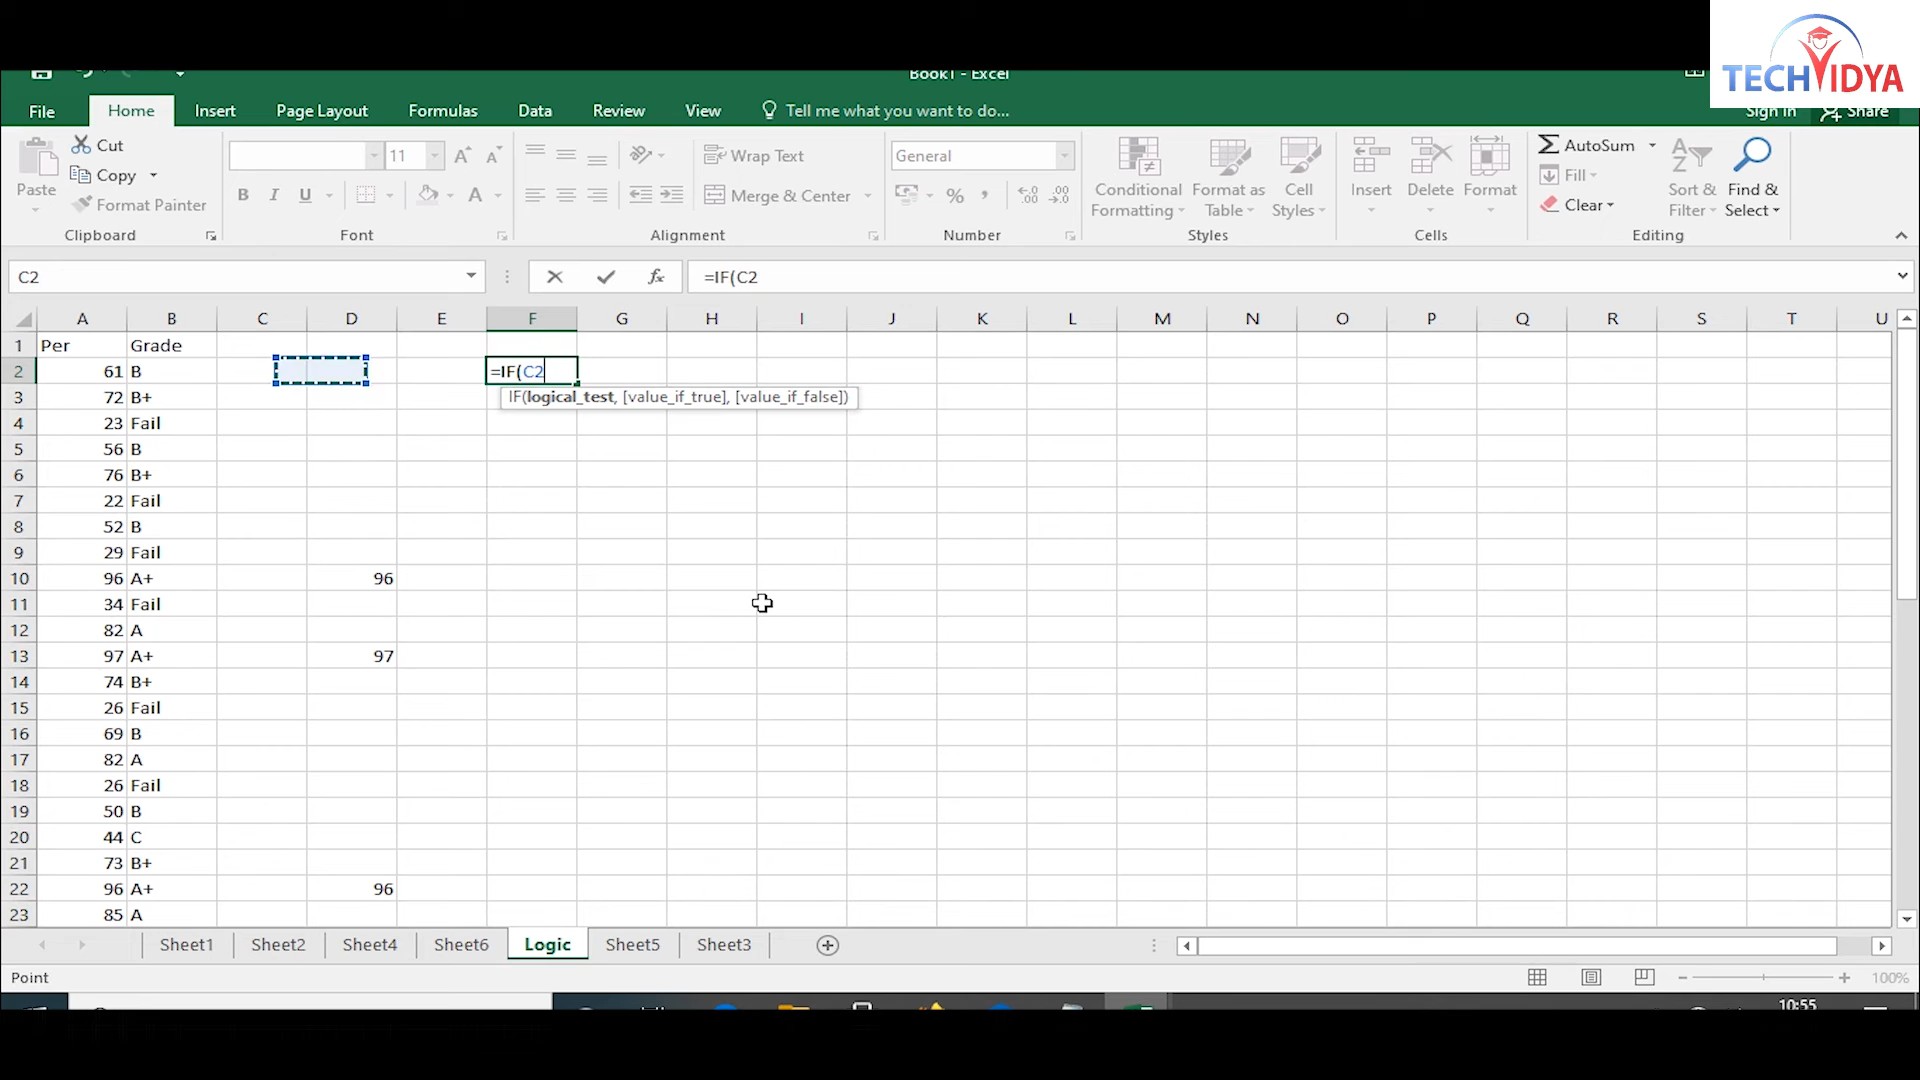 TECHVIDYA
Book1 - Excel
File Home Insert Page Layout Formulas Data Review View Tell me what you want to do... Sign in Share
Paste Cut Copy Format Painter Clipboard
11 B I U A Font
Wrap Text Merge & Center Alignment
General % , Number
Conditional Formatting Format as Table Cell Styles Styles
Insert Delete Format Cells
AutoSum Fill Clear Sort & Filter Find & Select Editing
C2 fx =IF(C2
A B C D E F G H I J K L M N O P Q R S T U
1 Per Grade
2 61 B =IF(C2
IF(logical_test, [value_if_true], [value_if_false])
3 72 B+
4 23 Fail
5 56 B
6 76 B+
7 22 Fail
8 52 B
9 29 Fail
10 96 A+ 96
11 34 Fail
12 82 A
13 97 A+ 97
14 74 B+
15 26 Fail
16 69 B
17 82 A
18 26 Fail
19 50 B
20 44 C
21 73 B+
22 96 A+ 96
23 85 A
Sheet1 Sheet2 Sheet4 Sheet6 Logic Sheet5 Sheet3
Point 100%
10:55